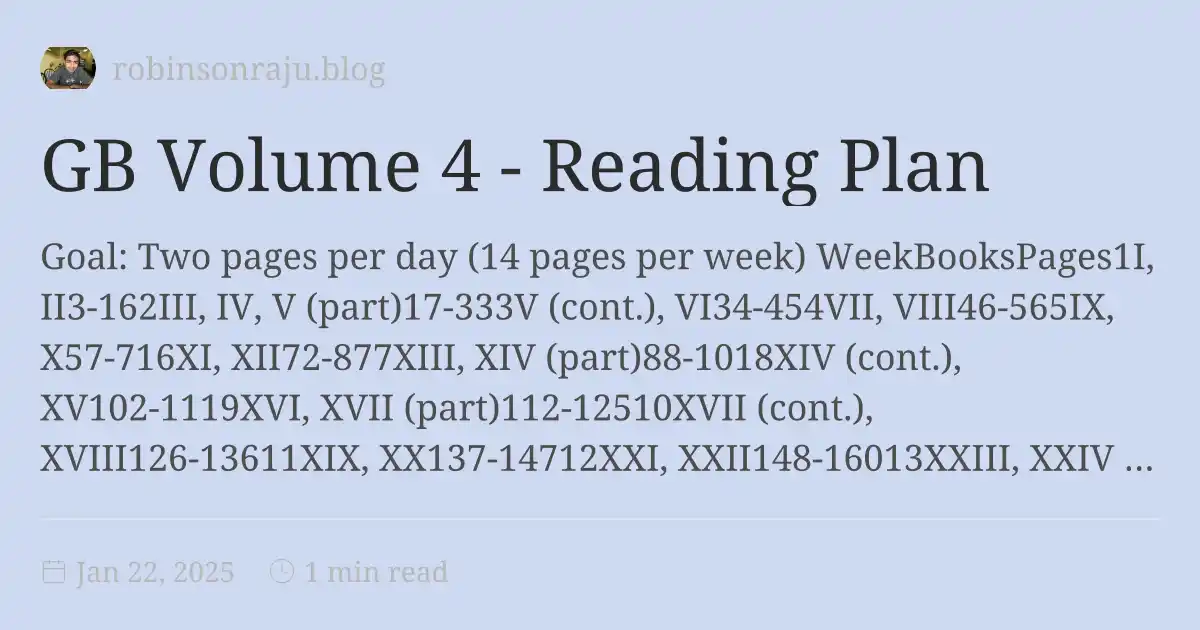 robinsonraju.blog
GB Volume 4 - Reading Plan
Goal: Two pages per day (14 pages per week) WeekBooksPages1I,
II3-162III, IV, V (part)17-333V (cont.), VI34-454VII, VIII46-565IX,
X57-716XI, XII72-877XIII, XIV (part)88-1018XIV (cont.),
XV102-1119XVI, XVII (part)112-12510XVII (cont.),
XVIII126-13611XIX, XX137-14712XXI, XXII148-16013XXIII, XXIV ...
Jan 22, 2025
1 min read